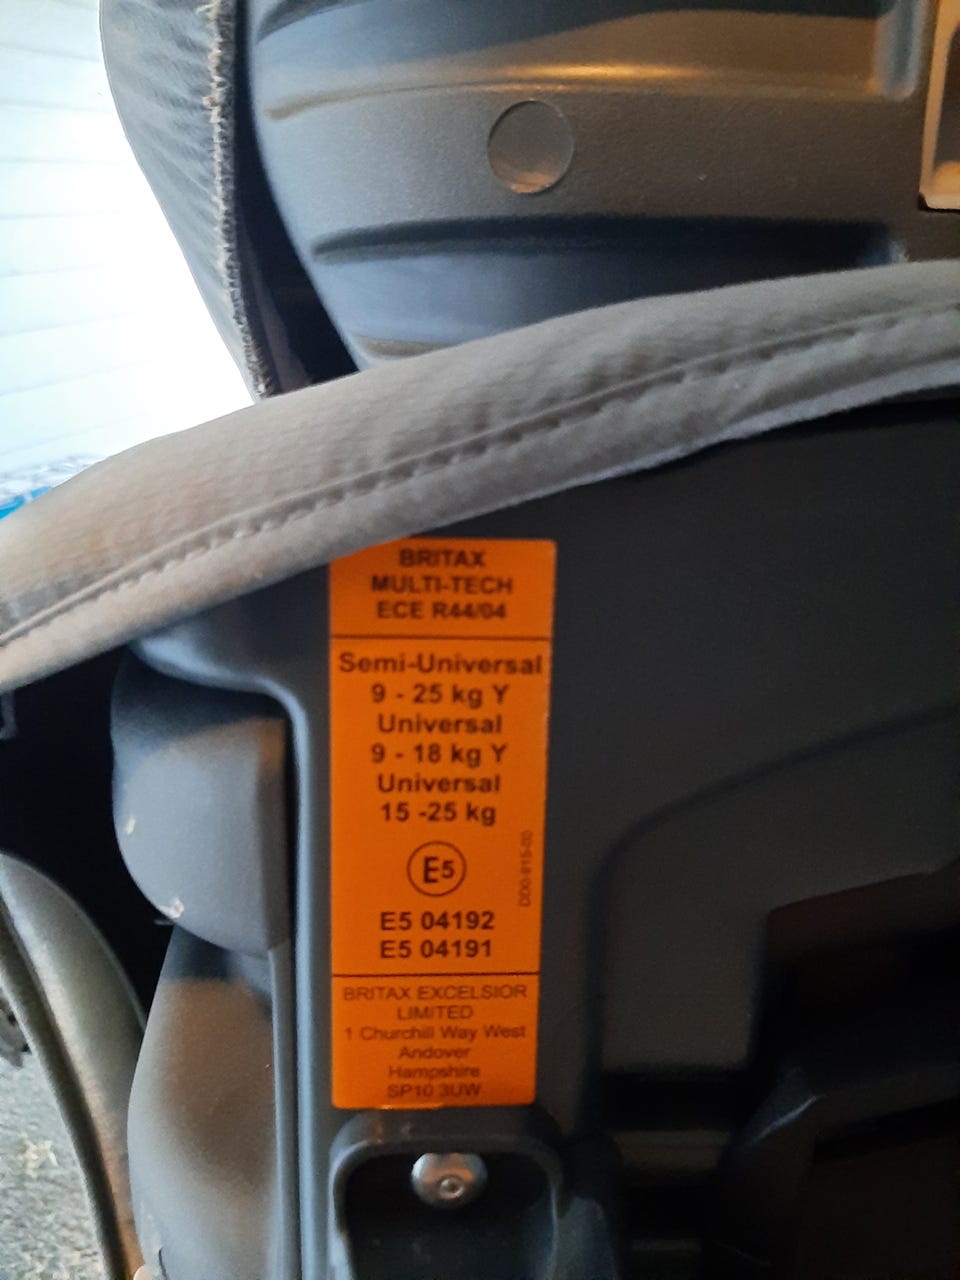 BRITAX
MULTI-TECH
ECE R44/04
Semi-Universal
9 - 25 kg Y
Universal
9 - 18 kg Y
Universal
15 -25 kg
E5
E5 04192
E5 04191
BRITAX EXCELSIOR
LIMITED
1 Churchill Way West
Andover
Hampshire
SP10 3UW